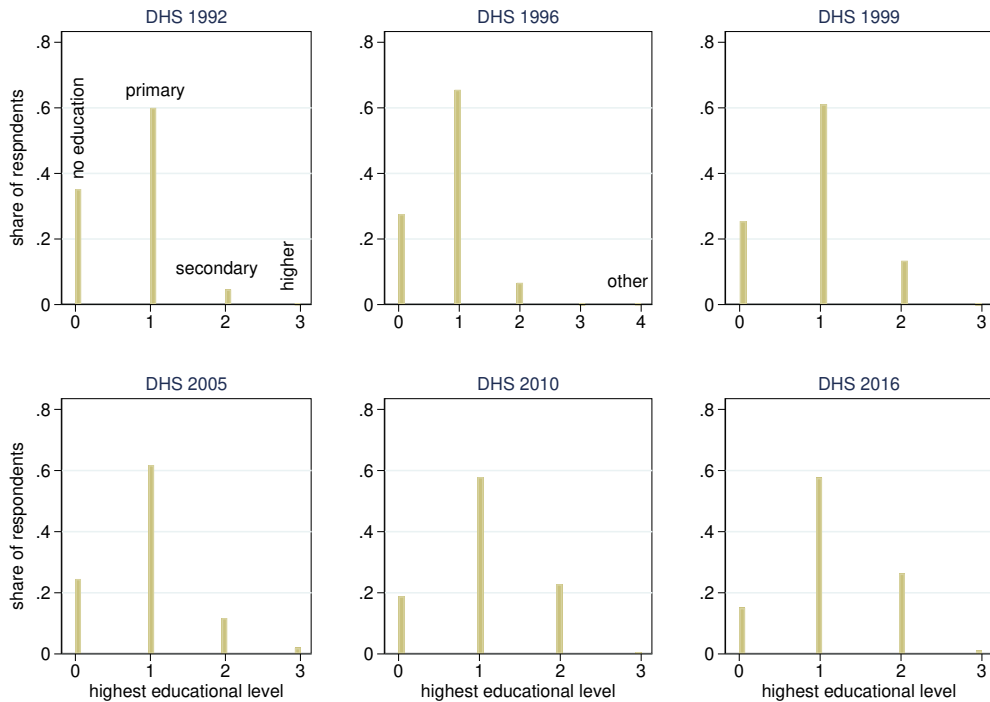 DHS 1992
DHS 1996
DHS 1999
share of respndents
.8
.6
.4
.2
0
no education
primary
secondary
higher
0 1 2 3
.8
.6
.4
.2
0
other
0 1 2 3 4
.8
.6
.4
.2
0
0 1 2 3
DHS 2005
DHS 2010
DHS 2016
share of respondents
.8
.6
.4
.2
0
0 1 2 3
highest educational level
.8
.6
.4
.2
0
0 1 2 3 4
highest educational level
.8
.6
.4
.2
0
0 1 2 3
highest educational level